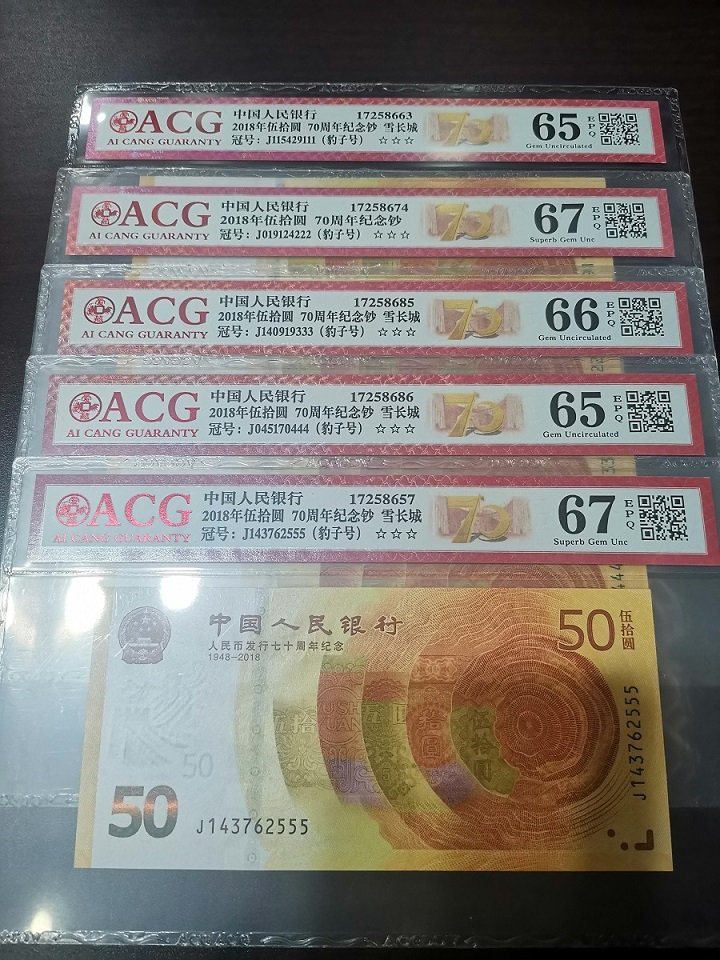 ACG
AI CANG GUARANTY
中国人民银行 17258663
2018年伍拾圆 70周年纪念钞 雪长城
冠号：J115429111（豹子号） ☆☆☆
70
65
EPQ
Gem Uncirculated
ACG
AI CANG GUARANTY
中国人民银行 17258674
2018年伍拾圆 70周年纪念钞
冠号：J019124222（豹子号） ☆☆☆
70
67
EPQ
Superb Gem Unc
ACG
AI CANG GUARANTY
中国人民银行 17258685
2018年伍拾圆 70周年纪念钞 雪长城
冠号：J140919333（豹子号） ☆☆☆
70
66
EPQ
Gem Uncirculated
ACG
AI CANG GUARANTY
中国人民银行 17258686
2018年伍拾圆 70周年纪念钞 雪长城
冠号：J045170444（豹子号） ☆☆☆
70
65
EPQ
Gem Uncirculated
ACG
AI CANG GUARANTY
中国人民银行 17258657
2018年伍拾圆 70周年纪念钞 雪长城
冠号：J143762555（豹子号） ☆☆☆
70
67
EPQ
Superb Gem Unc
中国人民银行
人民币发行七十周年纪念
1948-2018
50
伍拾圆
50
50
J143762555
J143762555